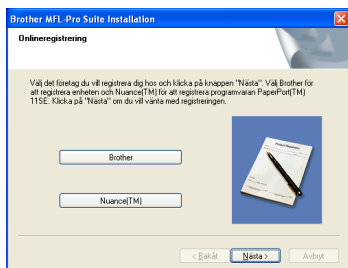 Brother MFL-Pro Suite Installation
Onlineregistrering
Välj det företag du vill registrera dig hos och klicka på knappen "Nästa". Välj Brother för
att registrera enheten och Nuance(TM) för att registrera programvaran PaperPort(TM)
11SE. Klicka på "Nästa" om du vill vänta med registreringen.
Brother
Nuance(TM)
< Bakåt
Nästa >
Avbryt